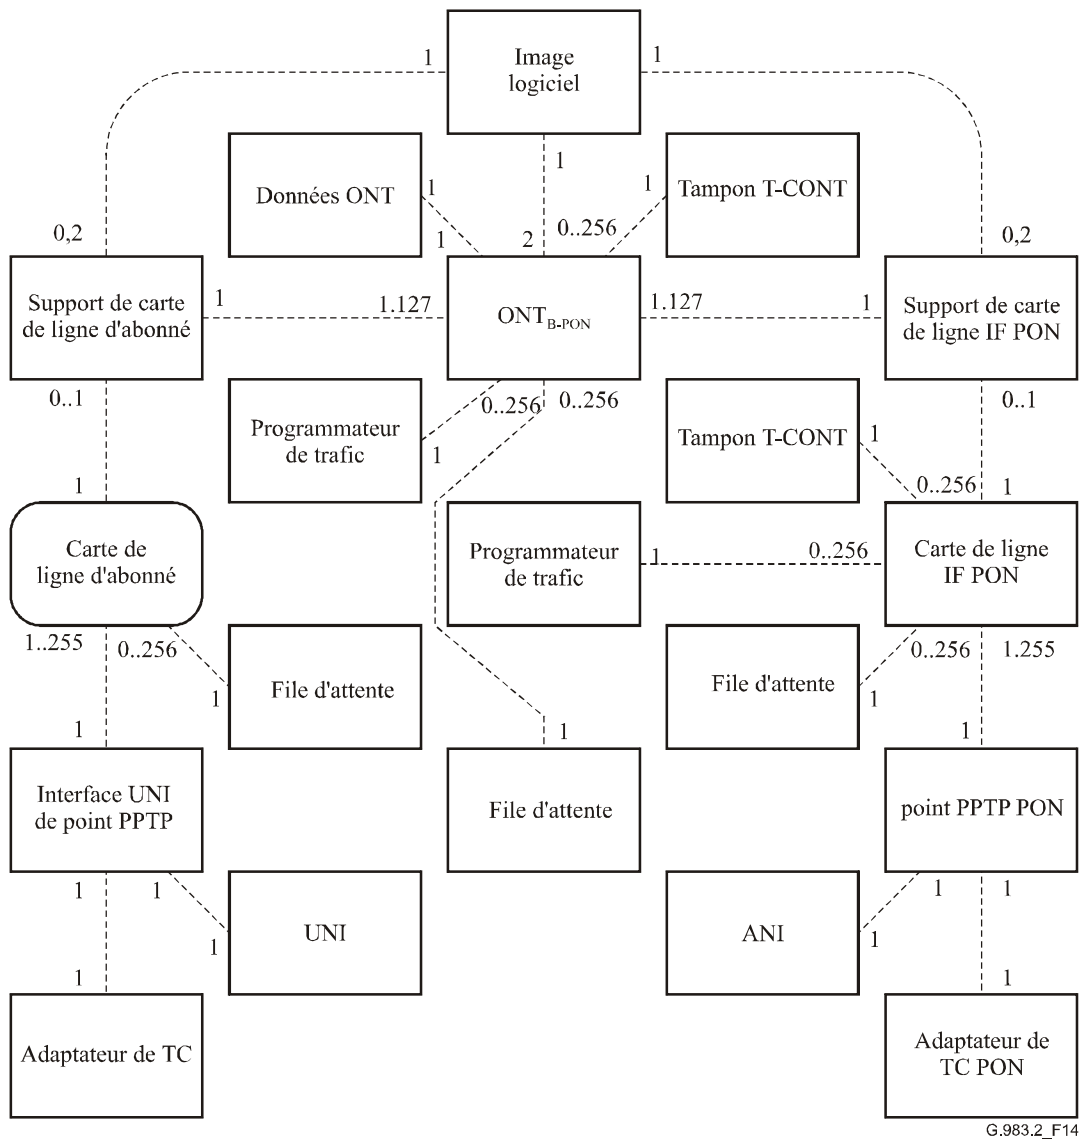 1
Image
logiciel
1
1
Données ONT
1
1
Tampon T-CONT
0,2
1
2
0..256
0,2
Support de carte
de ligne d'abonné
1
1.127
ONT B-PON
1.127
1
Support de carte
de ligne IF PON
0..1
0..256
0..256
0..1
Programmateur
de trafic
1
Tampon T-CONT
1
1
0..256
1
Carte de
ligne d'abonné
Programmateur
de trafic
1
0..256
Carte de ligne
IF PON
1..255
0..256
0..256
1.255
File d'attente
File d'attente
1
1
1
1
1
Interface UNI
de point PPTP
File d'attente
point PPTP PON
1
1
1
1
UNI
ANI
1
1
1
1
Adaptateur de TC
Adaptateur de
TC PON
G.983.2_F14